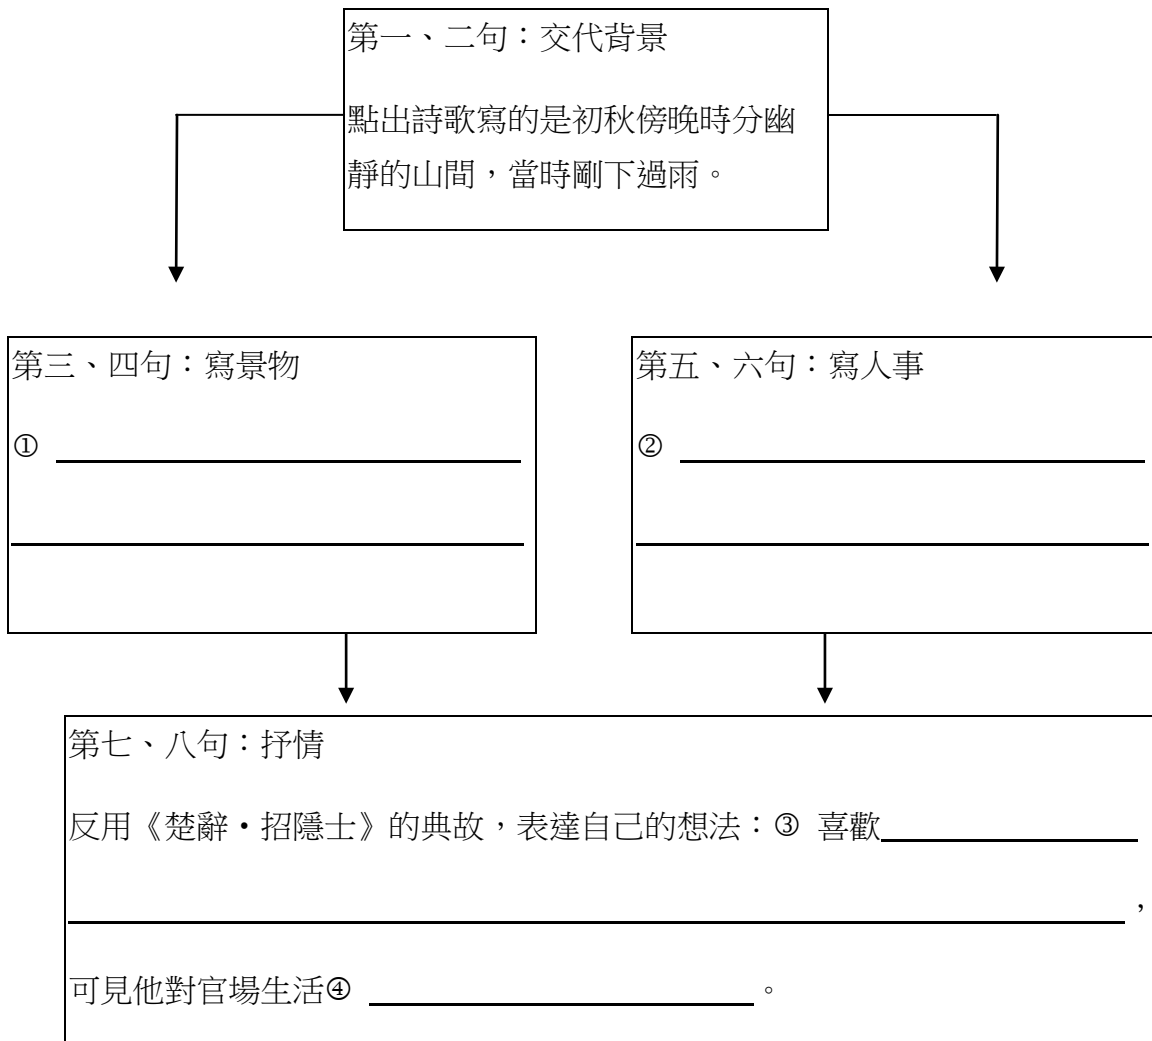 第一、二句：交代背景
點出詩歌寫的是初秋傍晚時分幽
靜的山間，當時剛下過雨。
第三、四句：寫景物
①
第五、六句：寫人事
②
第七、八句：抒情
反用《楚辭‧招隱士》的典故，表達自己的想法：③ 喜歡
，
可見他對官場生活④ 。